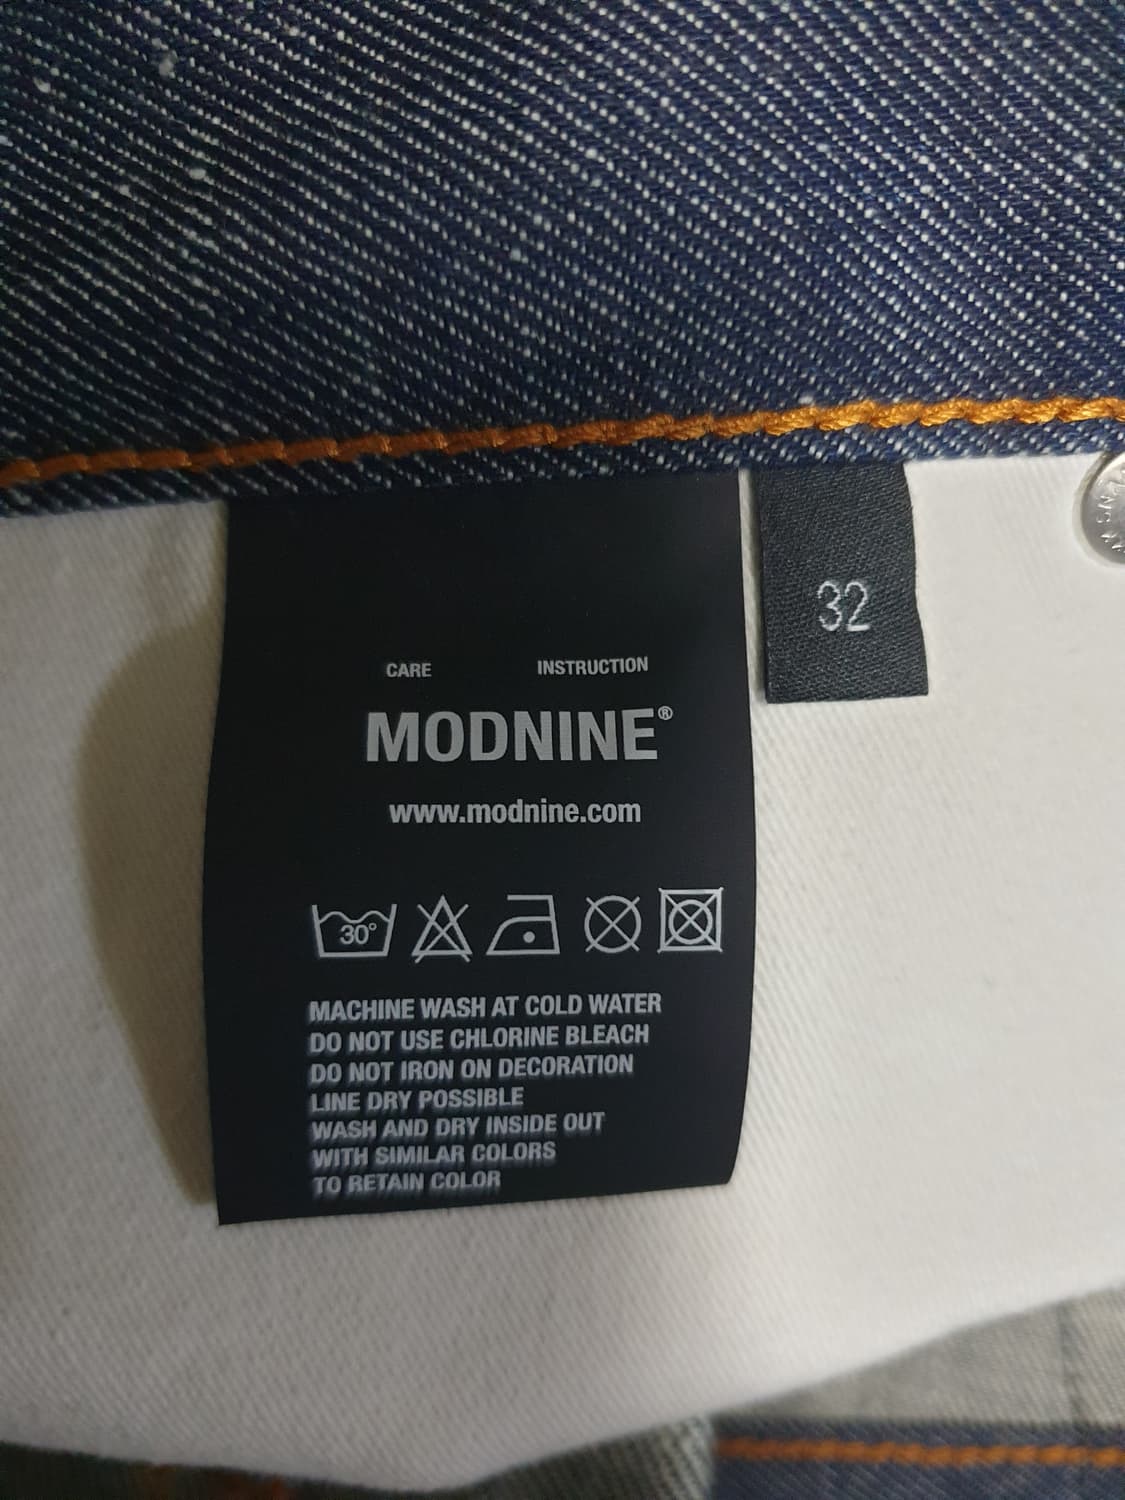 32
CARE INSTRUCTION
MODNINE®
www.modnine.com
30°
MACHINE WASH AT COLD WATER
DO NOT USE CHLORINE BLEACH
DO NOT IRON ON DECORATION
LINE DRY POSSIBLE
WASH AND DRY INSIDE OUT
WITH SIMILAR COLORS
TO RETAIN COLOR